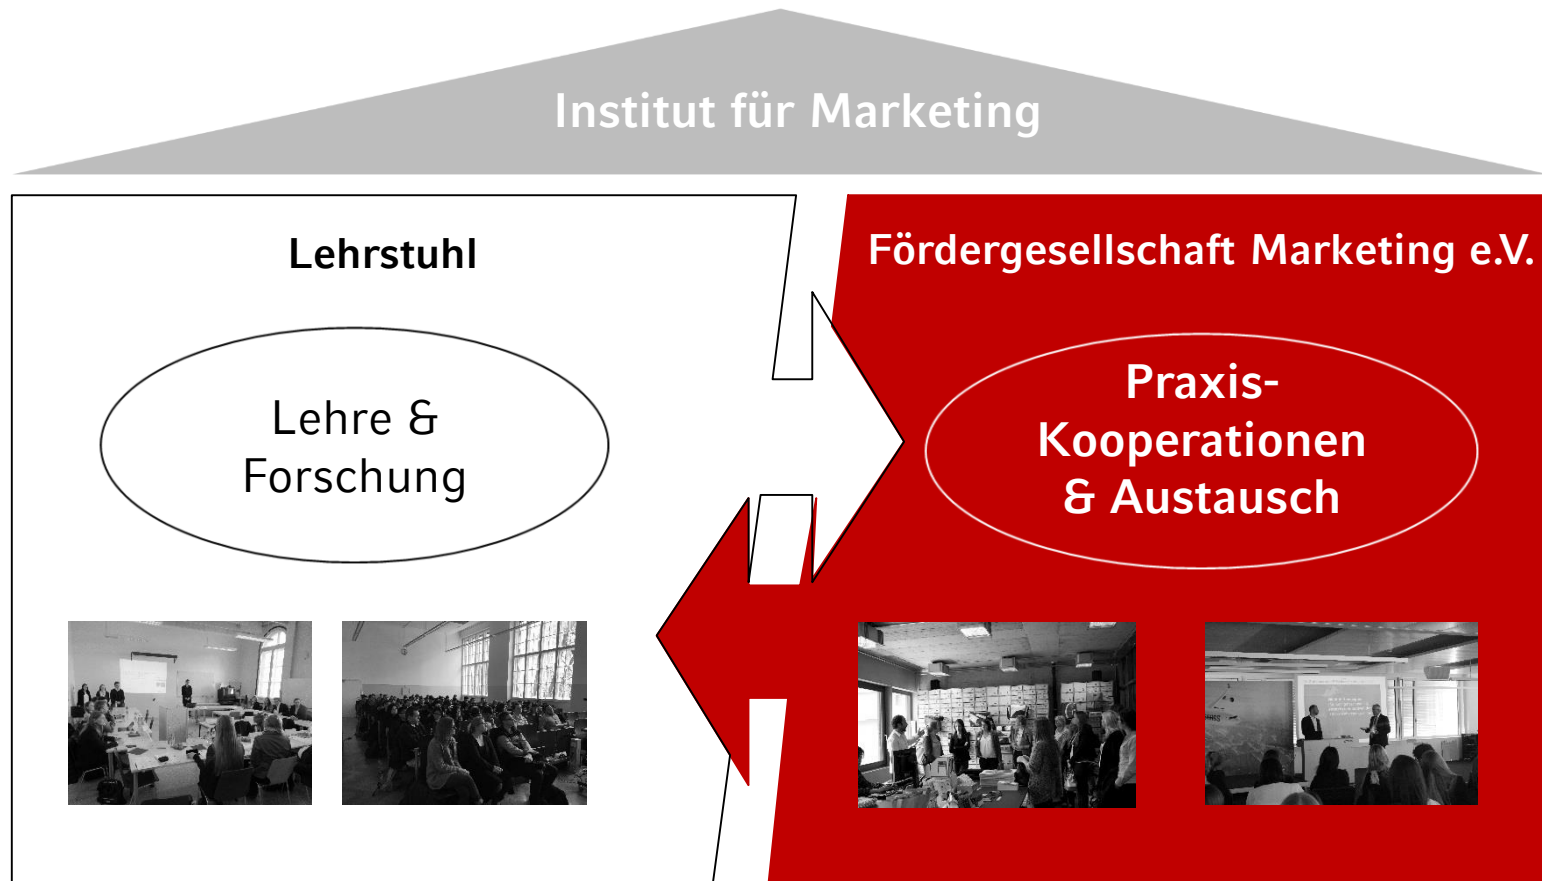 Institut für Marketing
Lehrstuhl
Lehre &
Forschung
Fördergesellschaft Marketing e.V.
Praxis-
Kooperationen
& Austausch